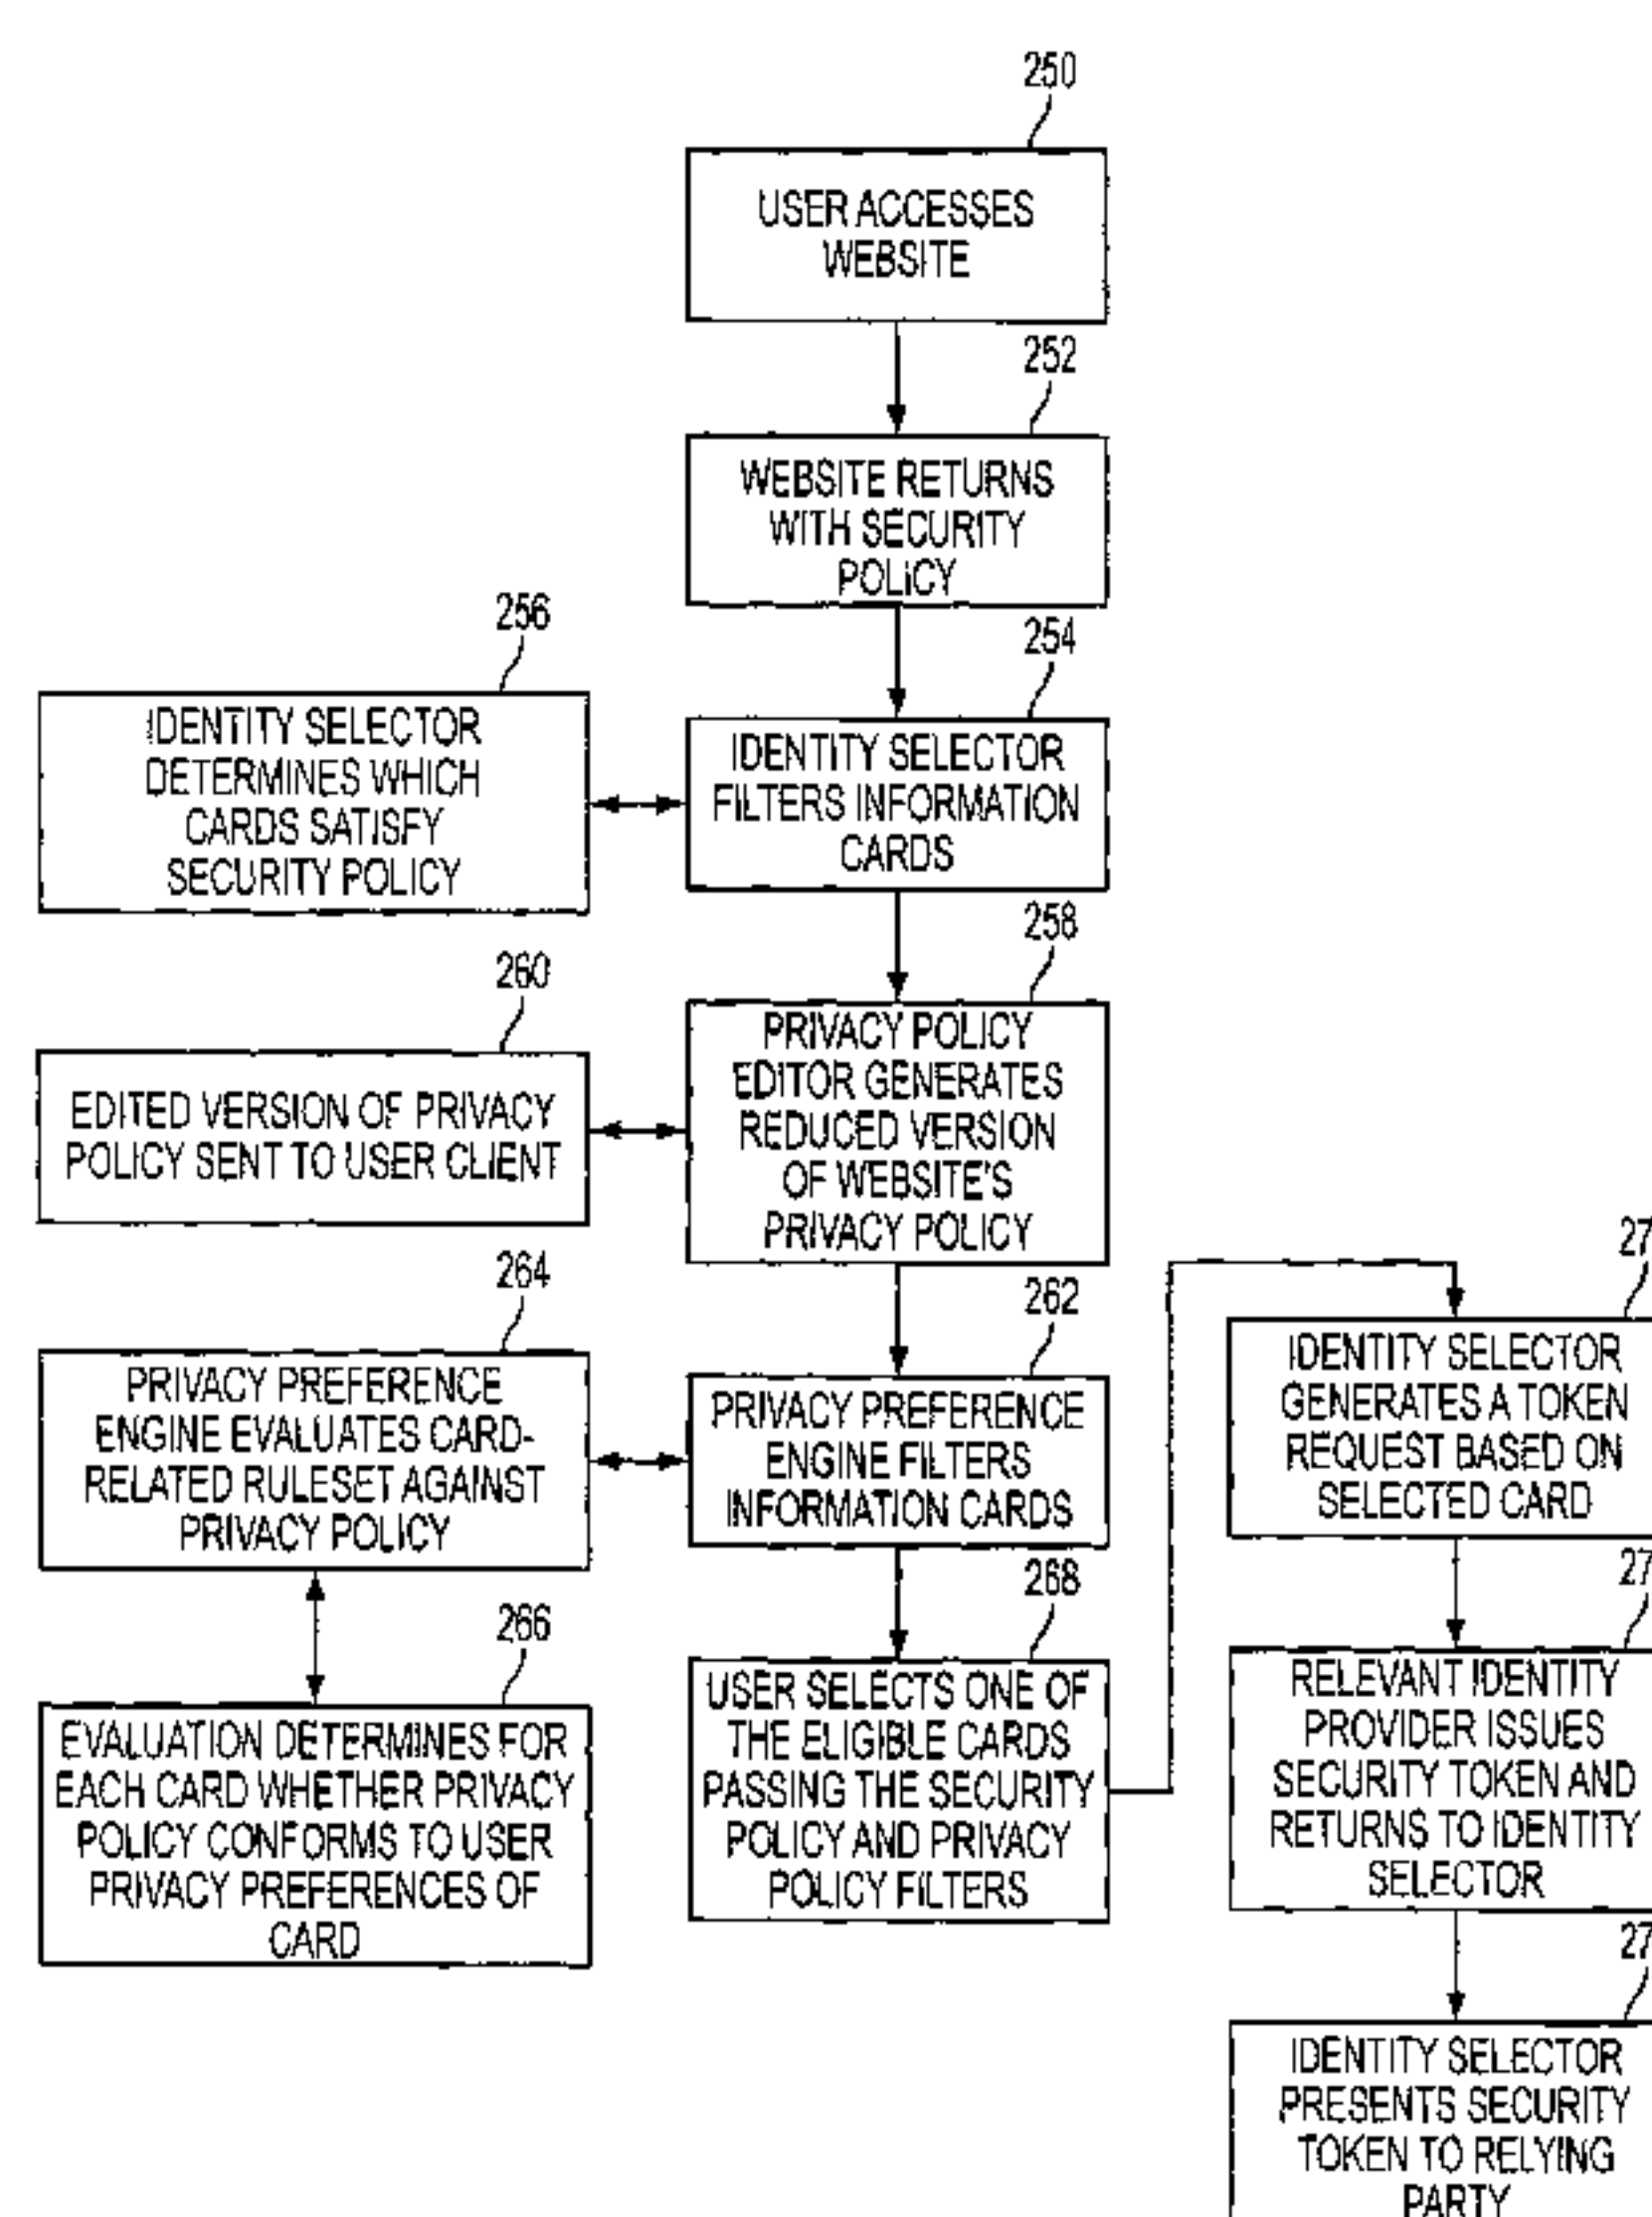 250
USER ACCESSES
WEBSITE
252
WEBSITE RETURNS
WITH SECURITY
POLICY
254
IDENTITY SELECTOR
FILTERS INFORMATION
CARDS
256
IDENTITY SELECTOR
DETERMINES WHICH
CARDS SATISFY
SECURITY POLICY
258
PRIVACY POLICY
EDITOR GENERATES
REDUCED VERSION
OF WEBSITE'S
PRIVACY POLICY
260
EDITED VERSION OF PRIVACY
POLICY SENT TO USER CLIENT
262
PRIVACY PREFERENCE
ENGINE FILTERS
INFORMATION CARDS
264
PRIVACY PREFERENCE
ENGINE EVALUATES CARD-
RELATED RULESET AGAINST
PRIVACY POLICY
266
EVALUATION DETERMINES FOR
EACH CARD WHETHER PRIVACY
POLICY CONFORMS TO USER
PRIVACY PREFERENCES OF
CARD
268
USER SELECTS ONE OF
THE ELIGIBLE CARDS
PASSING THE SECURITY
POLICY AND PRIVACY
POLICY FILTERS
IDENTITY SELECTOR
GENERATES A TOKEN
REQUEST BASED ON
SELECTED CARD
RELEVANT IDENTITY
PROVIDER ISSUES
SECURITY TOKEN AND
RETURNS TO IDENTITY
SELECTOR
IDENTITY SELECTOR
PRESENTS SECURITY
TOKEN TO RELYING
PARTY